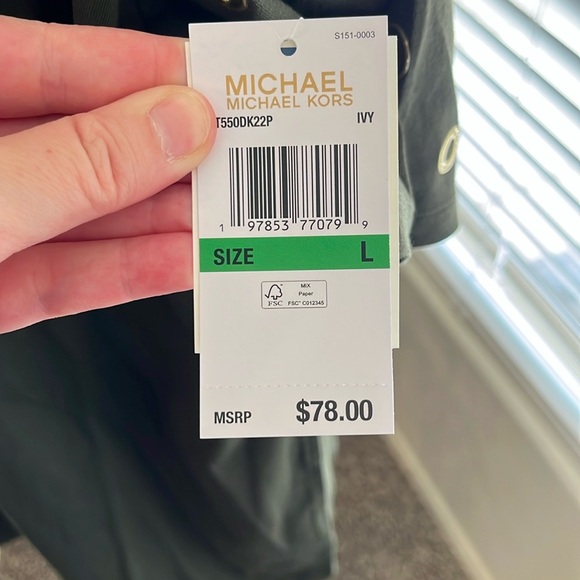 S151-0003
MICHAEL
MICHAEL KORS
T550DK22P IVY
1 97853 77079 9
SIZE L
FSC
MIX
Paper
FSC® C012345
MSRP $78.00